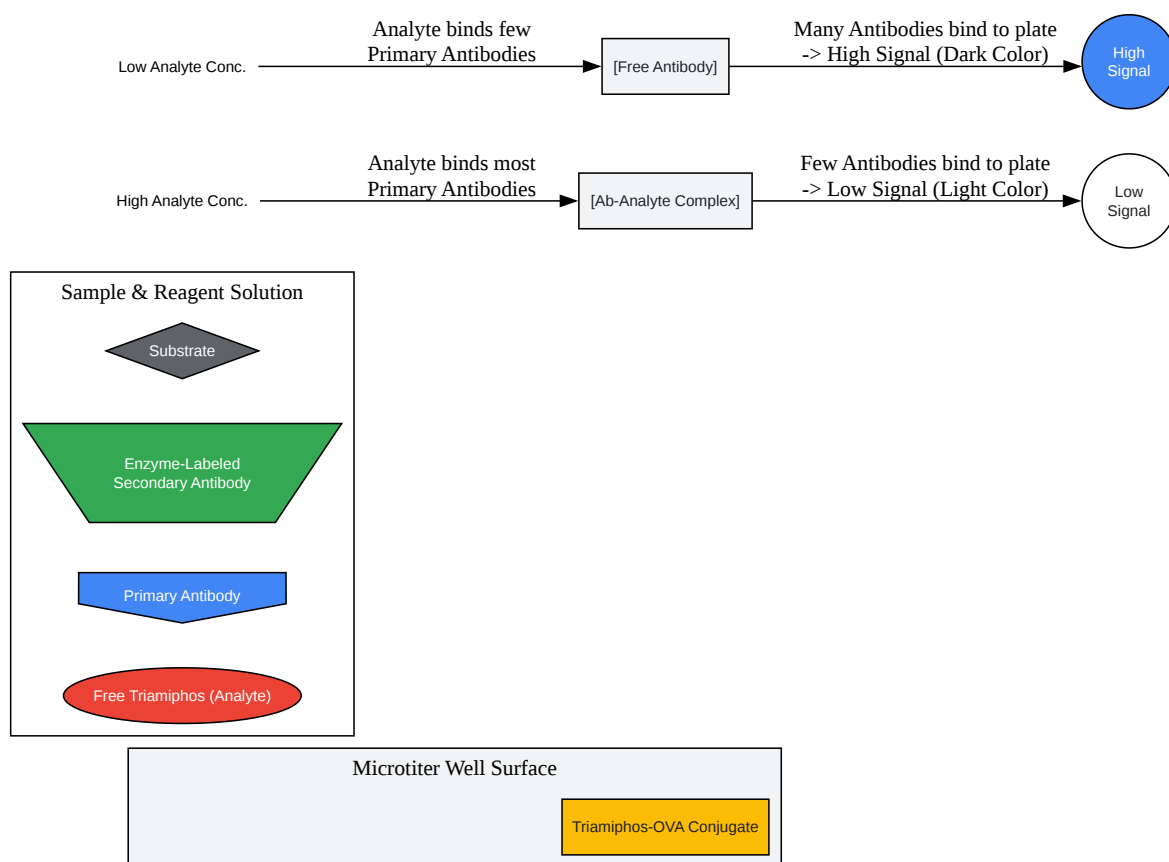 Analyte binds few
Primary Antibodies
Many Antibodies bind to plate
-> High Signal (Dark Color)
Low Analyte Conc.
[Free Antibody]
High
Signal
Analyte binds most
Primary Antibodies
Few Antibodies bind to plate
-> Low Signal (Light Color)
High Analyte Conc.
[Ab-Analyte Complex]
Low
Signal
Sample & Reagent Solution
Substrate
Enzyme-Labeled
Secondary Antibody
Primary Antibody
Free Triamiphos (Analyte)
Microtiter Well Surface
Triamiphos-OVA Conjugate